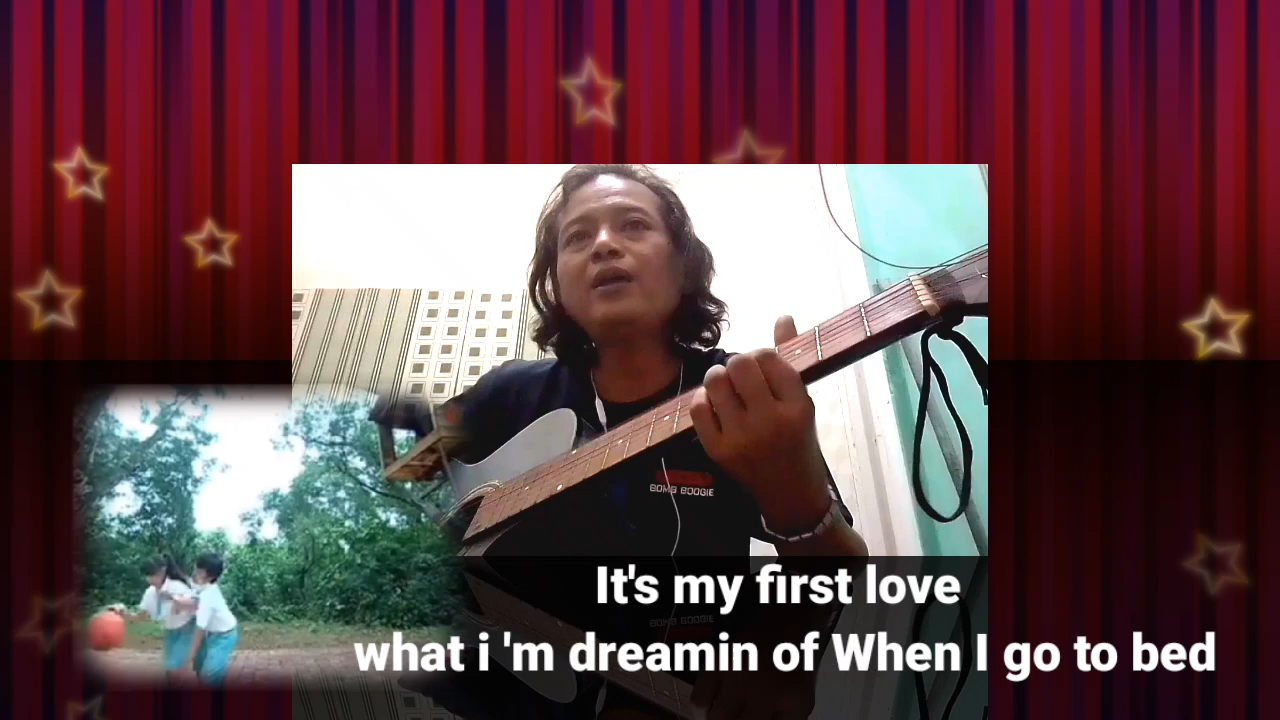 BOMB BOOGIE
It's my first love
what i 'm dreamin of When I go to bed